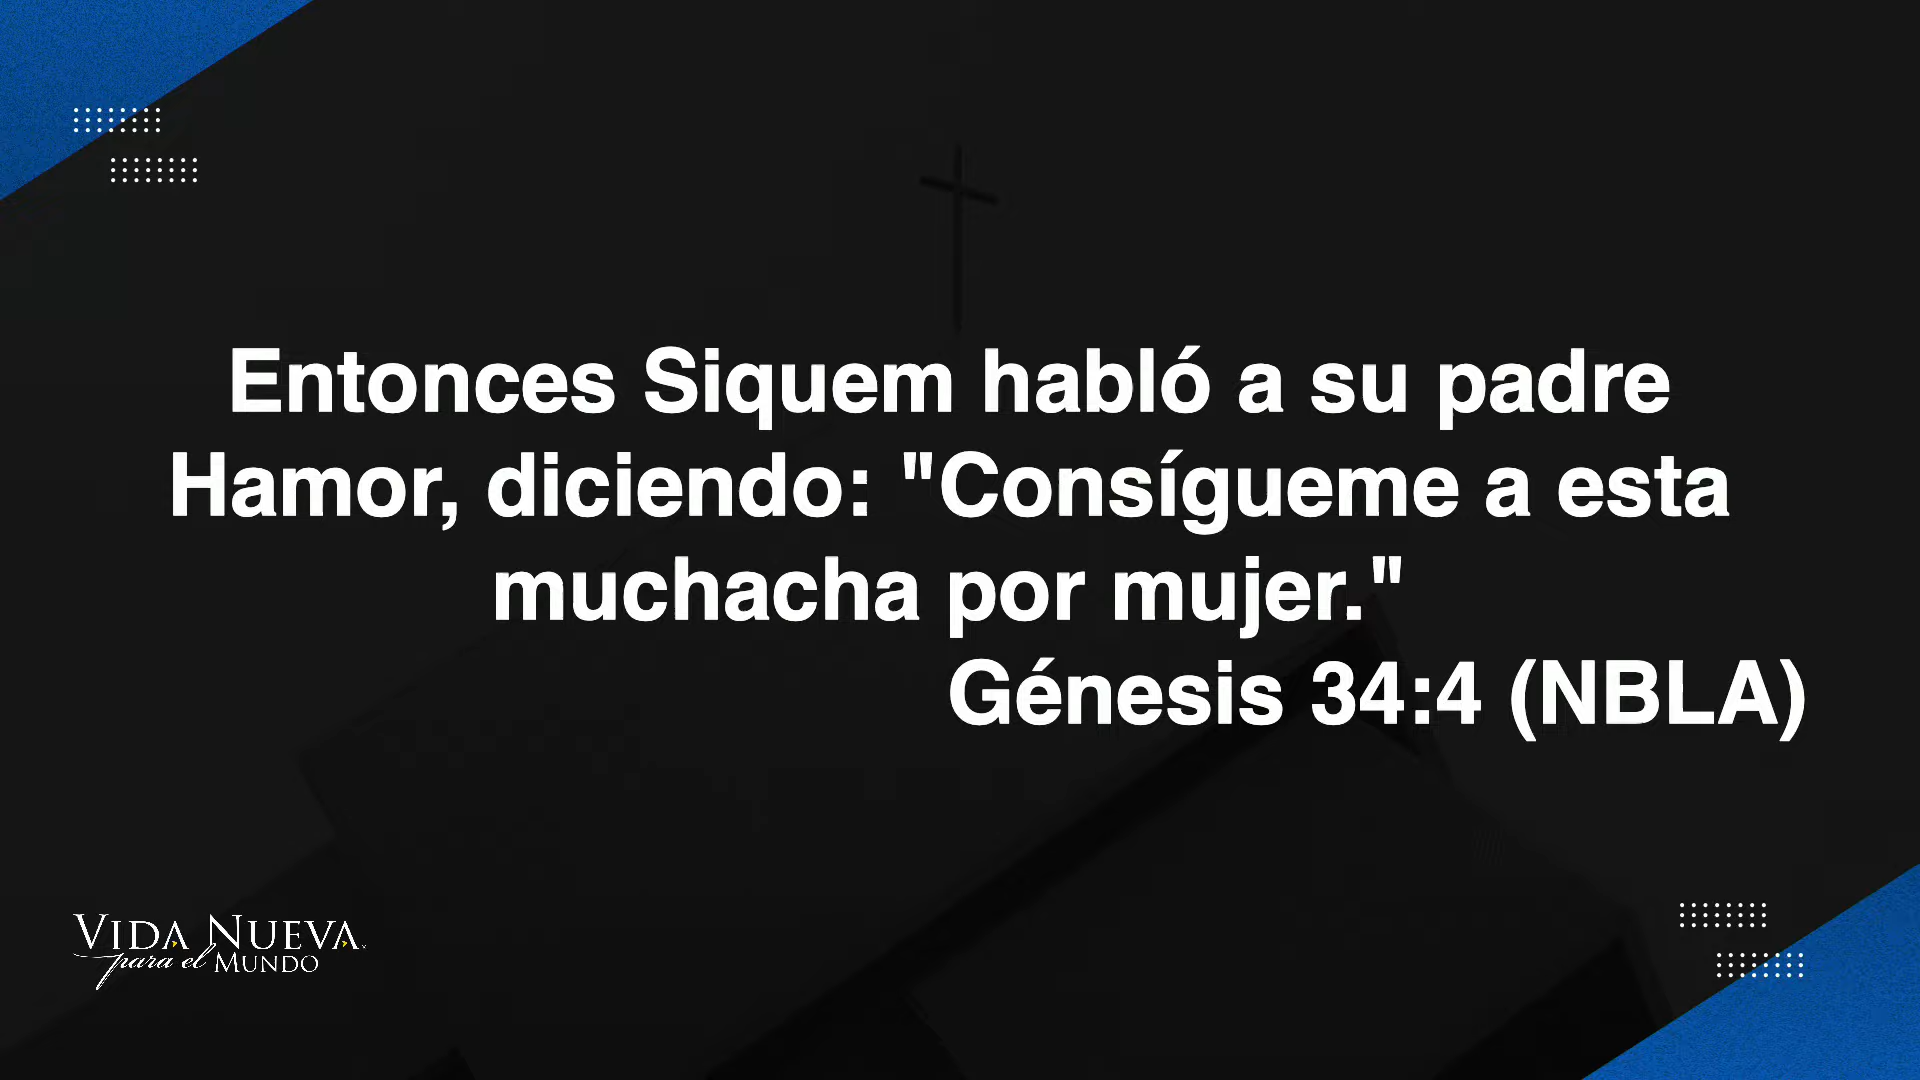 Entonces Siquem habló a su padre
Hamor, diciendo: "Consígueme a esta
muchacha por mujer."
Génesis 34:4 (NBLA)
VIDA NUEVA
para el MUNDO